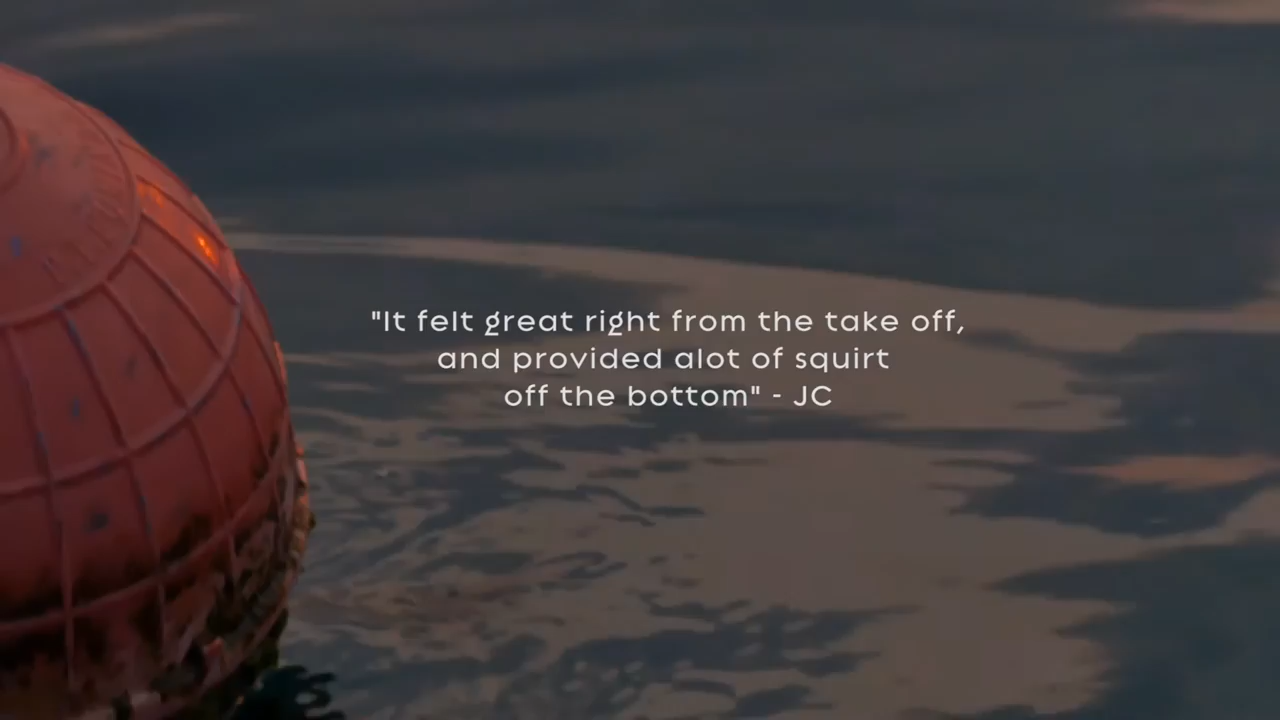 "It felt great right from the take off,
and provided alot of squirt
off the bottom" - JC